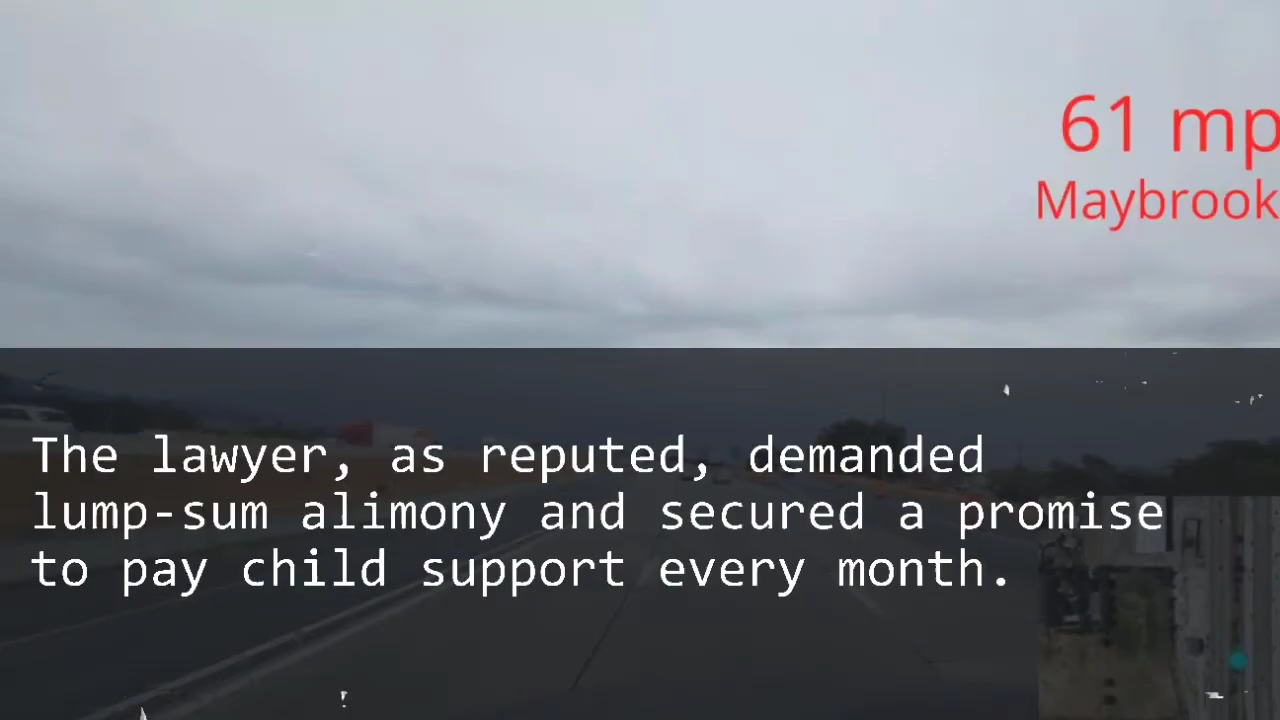 61 mp
Maybrook
The lawyer, as reputed, demanded
lump-sum alimony and secured a promise
to pay child support every month.